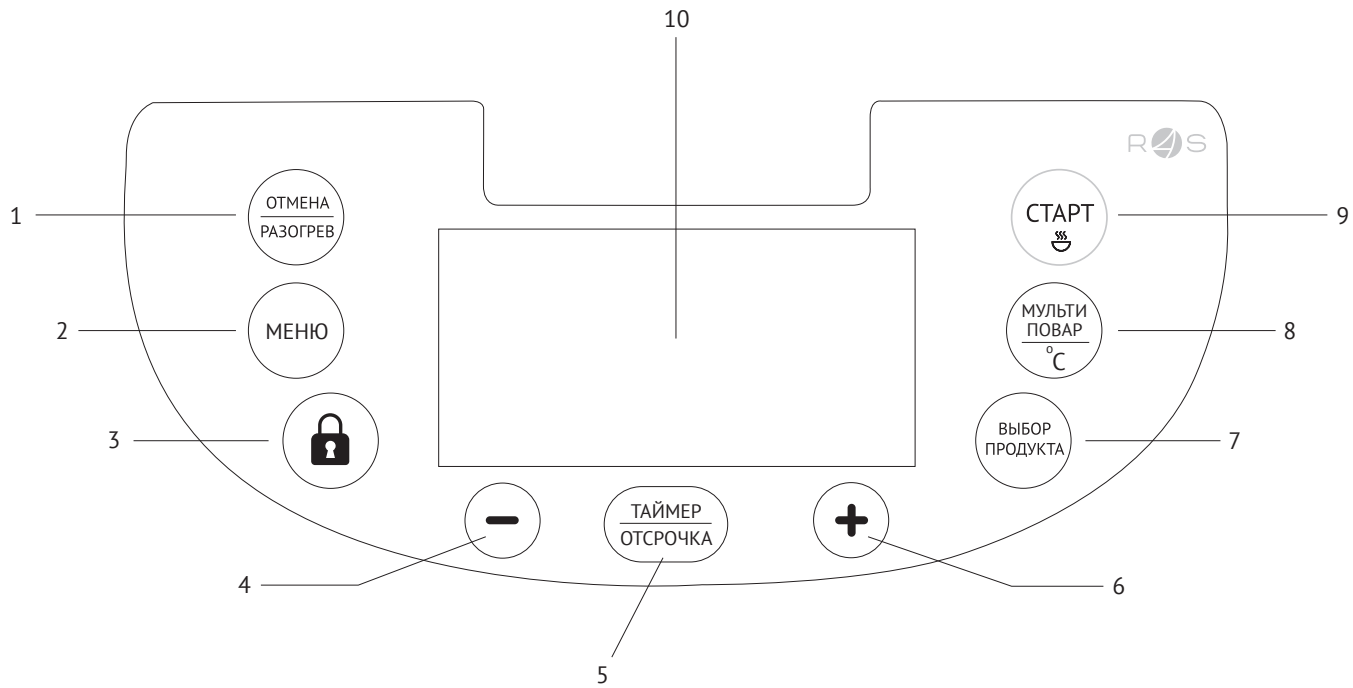 10
R4S
1
ОТМЕНА
РАЗОГРЕВ
СТАРТ
9
2
МЕНЮ
МУЛЬТИ
ПОВАР
°C
8
3
ВЫБОР
ПРОДУКТА
7
4
−
ТАЙМЕР
ОТСРОЧКА
+
6
5